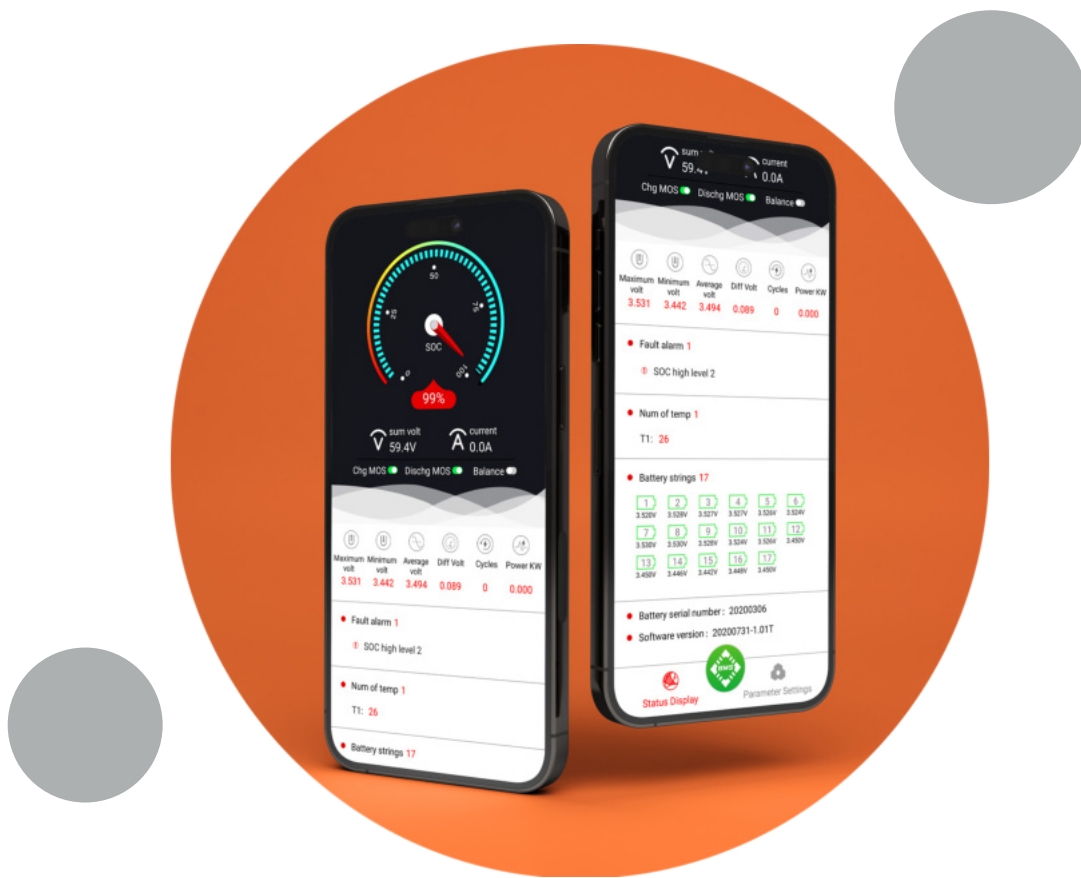 50
25
75
0
100
SOC
99%
sum volt
59.4V
current
0.0A
Chg MOS Dischg MOS Balance
Maximum volt Minimum volt Average volt Diff Volt Cycles Power KW
3.531 3.442 3.494 0.089 0 0.000
Fault alarm 1
SOC high level 2
Num of temp 1
T1: 26
Battery strings 17
sum
current
0.0A
Chg MOS Dischg MOS Balance
Maximum volt Minimum volt Average volt Diff Volt Cycles Power KW
3.531 3.442 3.494 0.089 0 0.000
Fault alarm 1
SOC high level 2
Num of temp 1
T1: 26
Battery strings 17
1 2 3 4 5 6
3.528V 3.528V 3.527V 3.527V 3.526V 3.524V
7 8 9 10 11 12
3.530V 3.530V 3.528V 3.524V 3.526V 3.450V
13 14 15 16 17
3.450V 3.446V 3.442V 3.448V 3.450V
Battery serial number : 20200306
Software version : 20200731-1.01T
BMS
Status Display
Parameter Settings